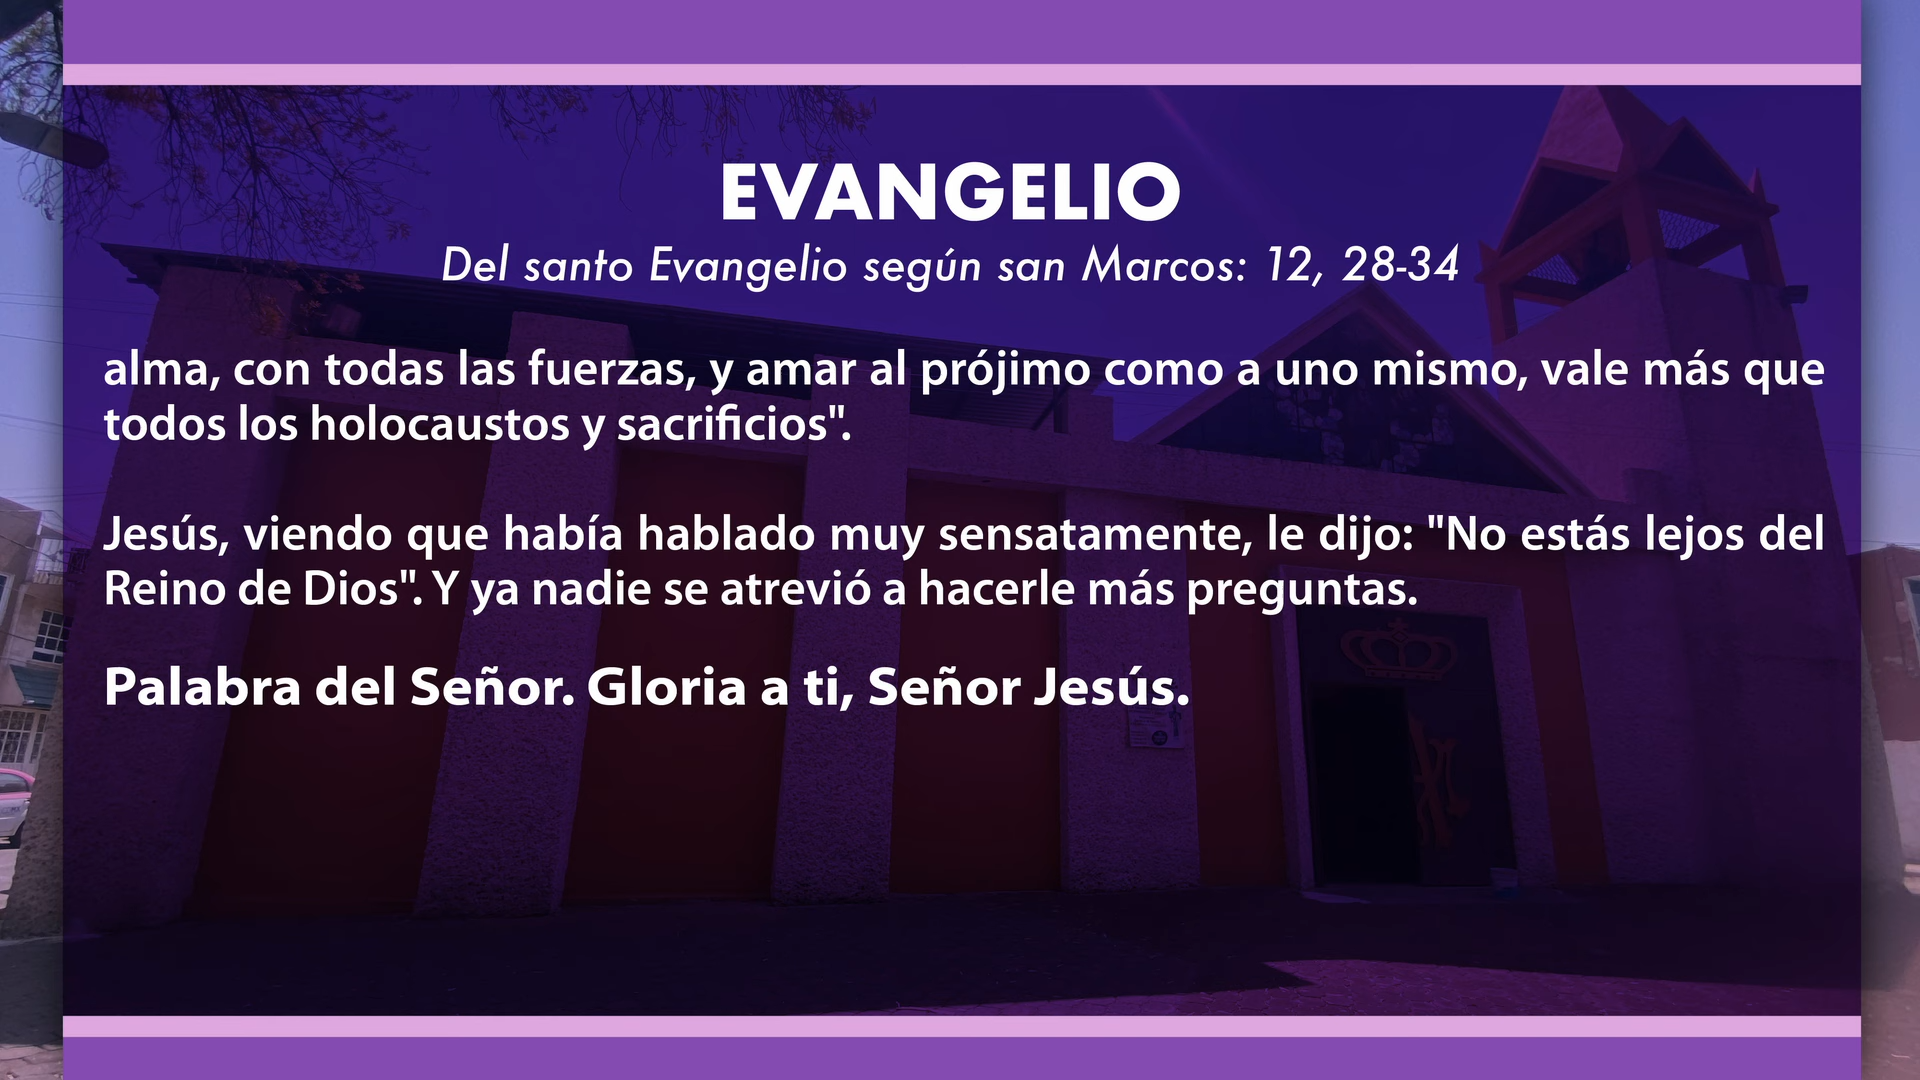 EVANGELIO
Del santo Evangelio según san Marcos: 12, 28-34
alma, con todas las fuerzas, y amar al prójimo como a uno mismo, vale más que
todos los holocaustos y sacrificios".
Jesús, viendo que había hablado muy sensatamente, le dijo: "No estás lejos del
Reino de Dios". Y ya nadie se atrevió a hacerle más preguntas.
Palabra del Señor. Gloria a ti, Señor Jesús.